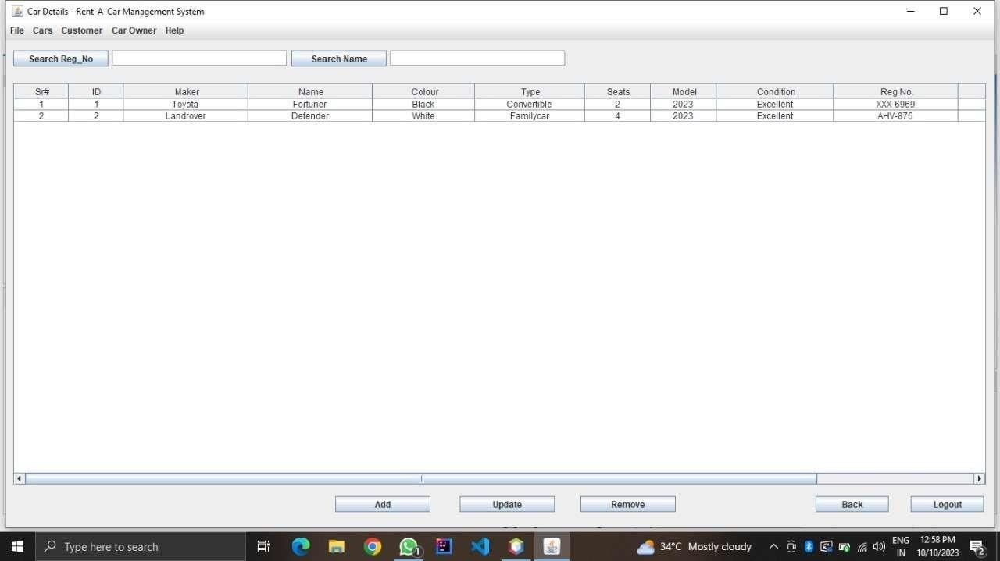 Car Details - Rent-A-Car Management System
File Cars Customer Car Owner Help
Search Reg_No Search Name
Sr# ID Maker Name Colour Type Seats Model Condition Reg No.
1 1 Toyota Fortuner Black Convertible 2 2023 Excellent XXX-6969
2 2 Landrover Defender White Familycar 4 2023 Excellent AHV-876
Add Update Remove Back Logout
Type here to search 1 34°C Mostly cloudy ENG 12:58 PM
IN 10/10/2023 2